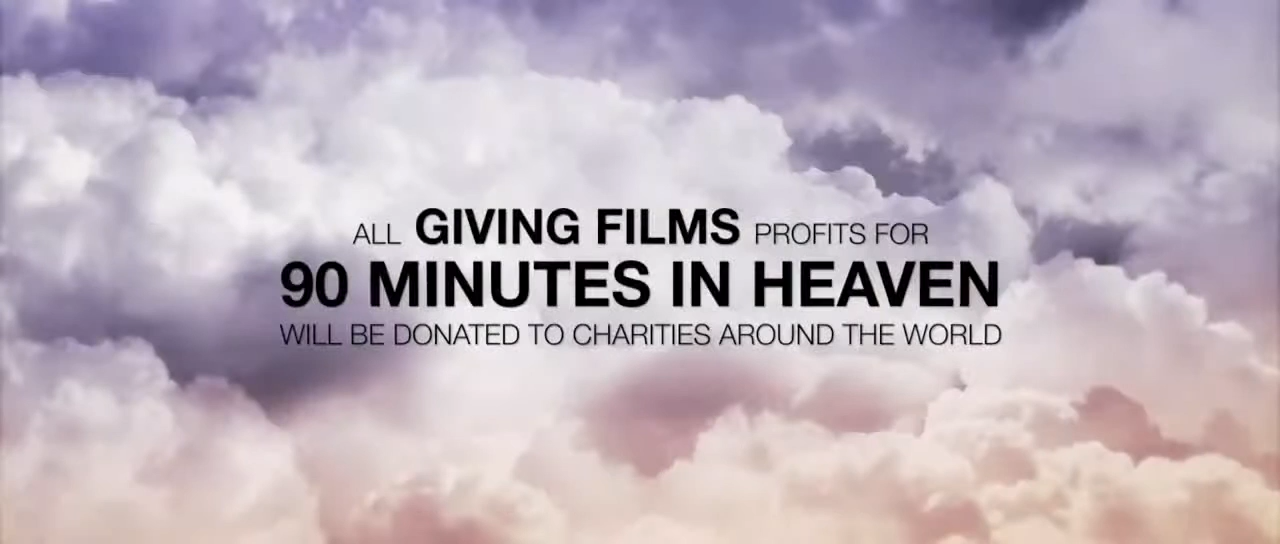 ALL GIVING FILMS PROFITS FOR
90 MINUTES IN HEAVEN
WILL BE DONATED TO CHARITIES AROUND THE WORLD